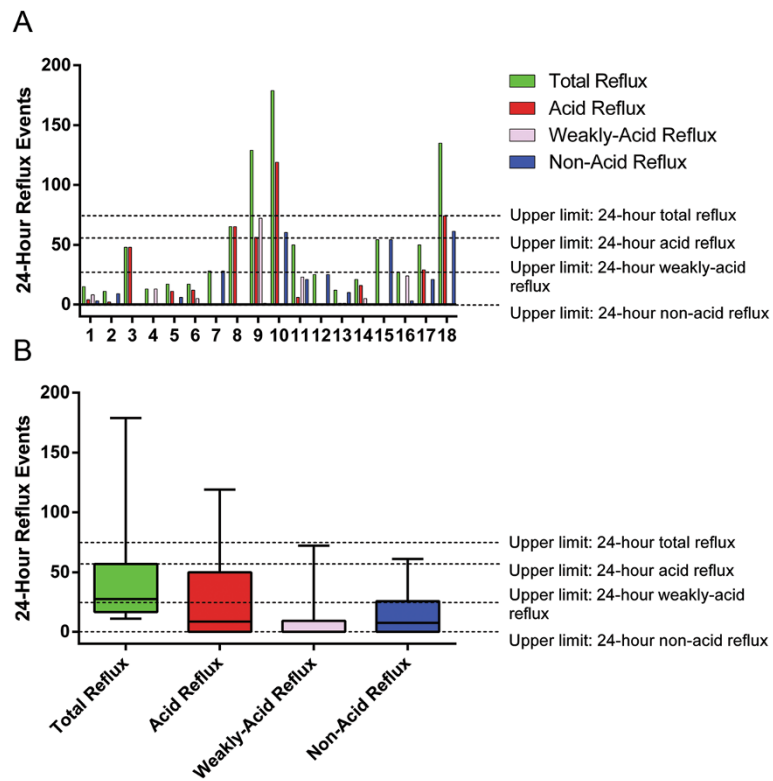 A
24-Hour Reflux Events
200
150
100
50
0
1 2 3 4 5 6 7 8 9 10 11 12 13 14 15 16 17 18
Total Reflux
Acid Reflux
Weakly-Acid Reflux
Non-Acid Reflux
Upper limit: 24-hour total reflux
Upper limit: 24-hour acid reflux
Upper limit: 24-hour weakly-acid
reflux
Upper limit: 24-hour non-acid reflux
B
24-Hour Reflux Events
200
150
100
50
0
Total Reflux
Acid Reflux
Weakly-Acid Reflux
Non-Acid Reflux
Upper limit: 24-hour total reflux
Upper limit: 24-hour acid reflux
Upper limit: 24-hour weakly-acid
reflux
Upper limit: 24-hour non-acid reflux